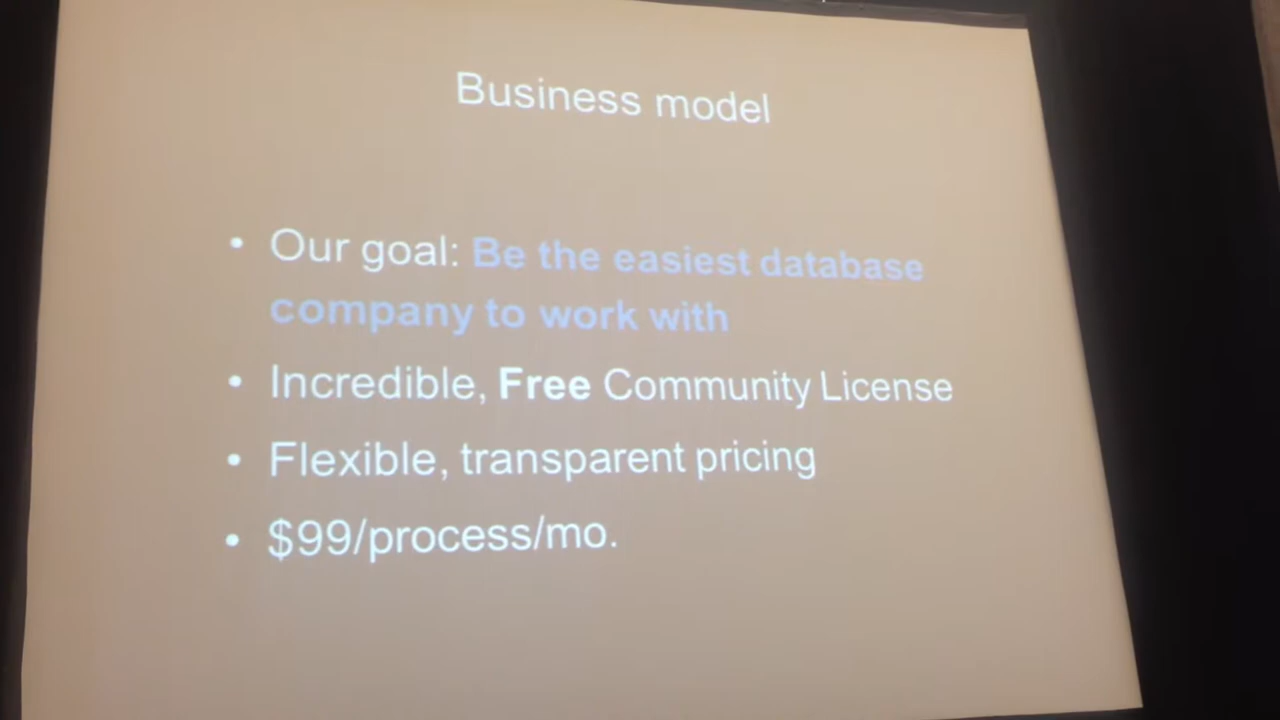 Business model
• Our goal: Be the easiest database
company to work with
• Incredible, Free Community License
• Flexible, transparent pricing
• $99/process/mo.